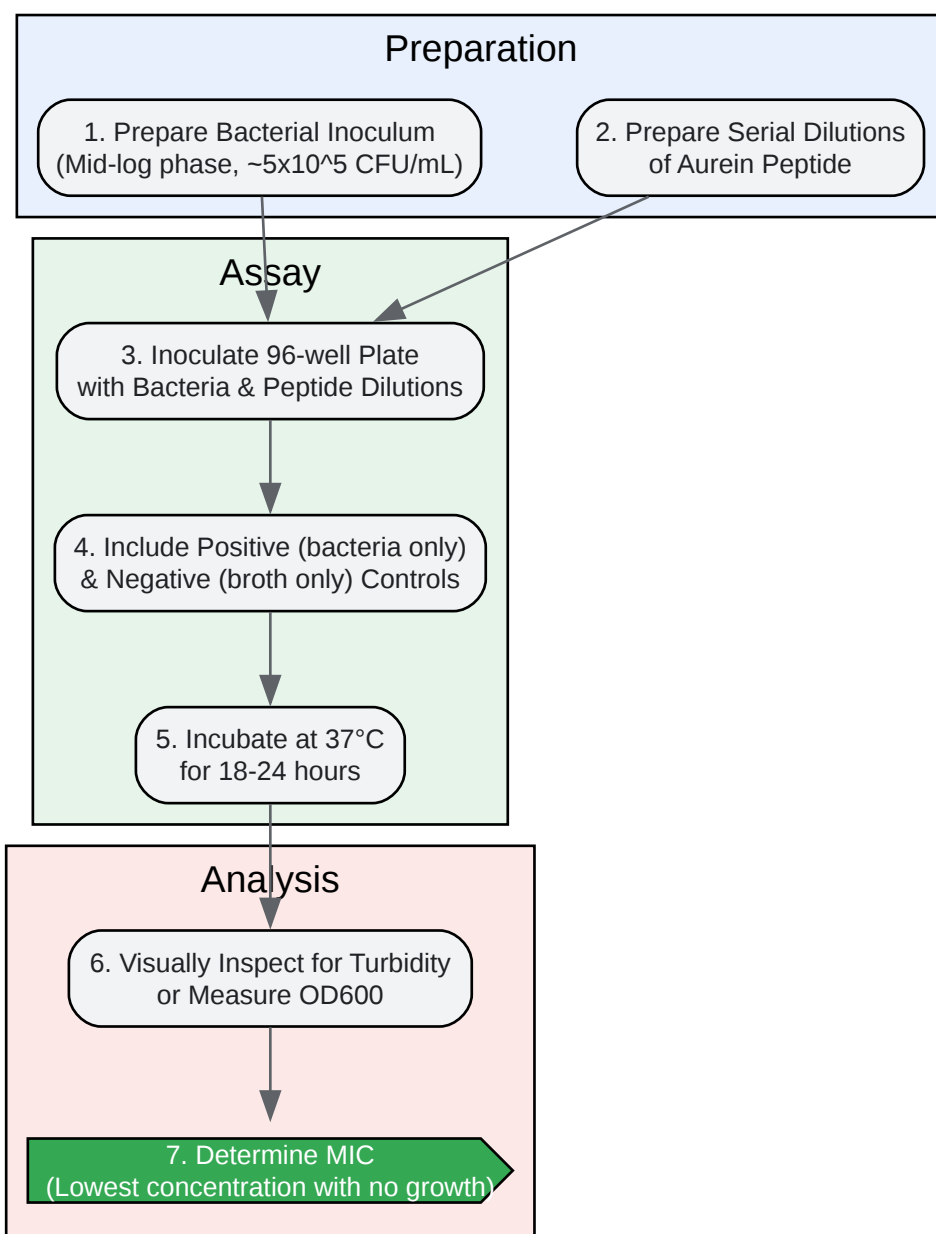 Preparation
1. Prepare Bacterial Inoculum
(Mid-log phase, ~5x10^5 CFU/mL)
2. Prepare Serial Dilutions
of Aurein Peptide
Assay
3. Inoculate 96-well Plate
with Bacteria & Peptide Dilutions
4. Include Positive (bacteria only)
& Negative (broth only) Controls
5. Incubate at 37°C
for 18-24 hours
Analysis
6. Visually Inspect for Turbidity
or Measure OD600
7. Determine MIC
(Lowest concentration with no growth)